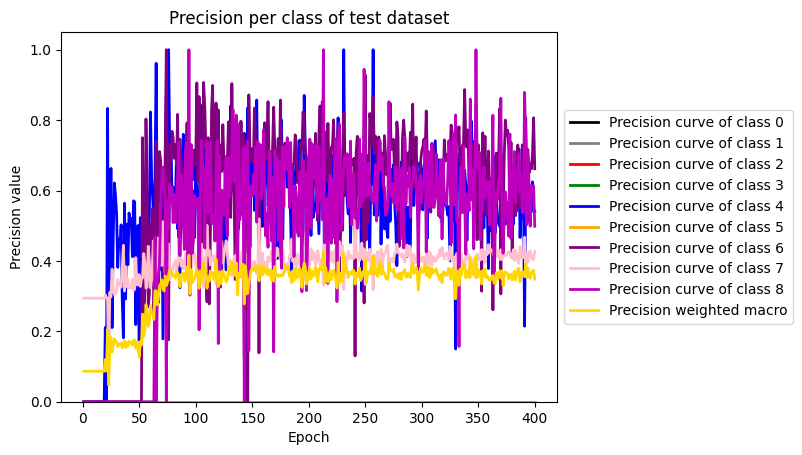 Precision per class of test dataset
Precision value
1.0
0.8
0.6
0.4
0.2
0.0
0 50 100 150 200 250 300 350 400
Epoch
Precision curve of class 0
Precision curve of class 1
Precision curve of class 2
Precision curve of class 3
Precision curve of class 4
Precision curve of class 5
Precision curve of class 6
Precision curve of class 7
Precision curve of class 8
Precision weighted macro